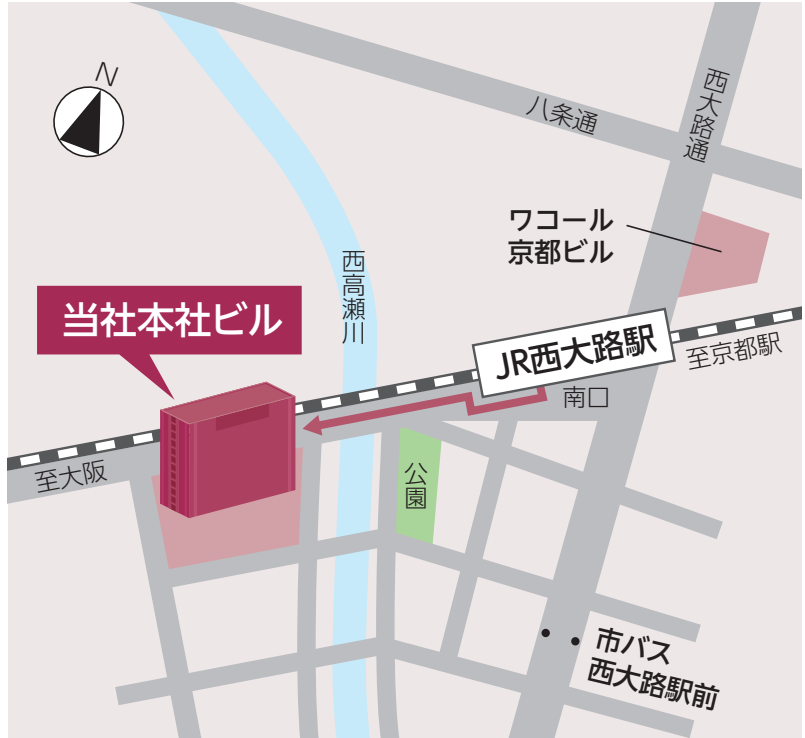 N
八条通
西大路通
ワコール
京都ビル
西高瀬川
当社本社ビル
JR西大路駅
至京都駅
南口
至大阪
公園
市バス
西大路駅前